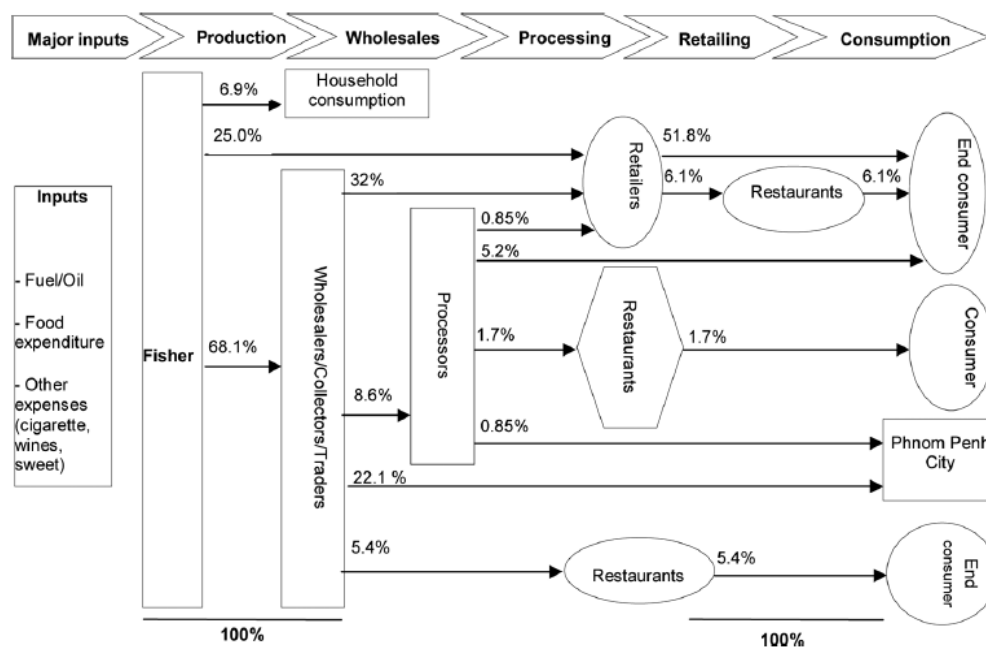 Major inputs
Production
Wholesales
Processing
Retailing
Consumption
6.9%
Household
consumption
25.0%
Retailers
51.8%
End consumer
Inputs
- Fuel/Oil
- Food
expenditure
- Other
expenses
(cigarette,
wines,
sweet)
Fisher
68.1%
Wholesalers/Collectors/Traders
32%
6.1%
Restaurants
6.1%
0.85%
5.2%
Processors
1.7%
Restaurants
1.7%
Consumer
8.6%
0.85%
Phnom Penh
City
22.1 %
5.4%
Restaurants
5.4%
End
consumer
100%
100%